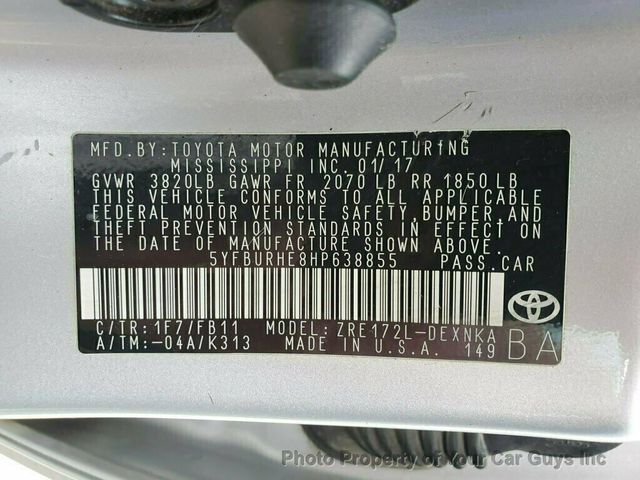 MFD.BY:TOYOTA MOTOR MANUFACTURING
MISSISSIPPI INC. 01/17
GVWR 3820LB GAWR FR 2070 LB RR 1850 LB
THIS VEHICLE CONFORMS TO ALL APPLICABLE
FEDERAL MOTOR VEHICLE SAFETY,BUMPER,AND
THEFT PREVENTION STANDARDS IN EFFECT ON
THE DATE OF MANUFACTURE SHOWN ABOVE.
5YFBURHE8HP638855 PASS.CAR
C/TR:1F7/FB11 MODEL:ZRE172L-DEXNKA
A/TM:-04A/K313 MADE IN U.S.A. 149 BA
Photo Property of Your Car Guys Inc